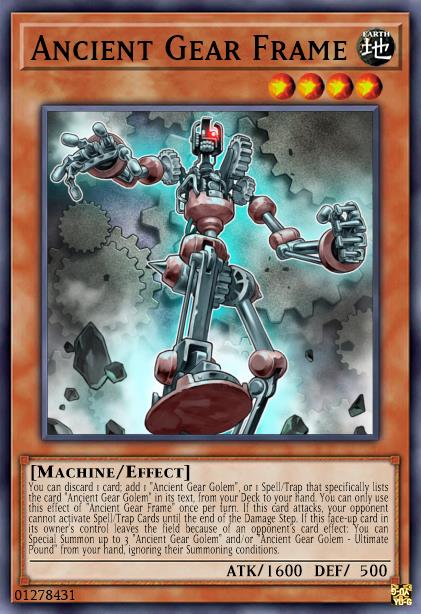 ANCIENT GEAR FRAME
EARTH
地
[MACHINE/EFFECT]
You can discard 1 card; add 1 "Ancient Gear Golem", or 1 Spell/Trap that specifically lists
the card "Ancient Gear Golem" in its text, from your Deck to your hand. You can only use
this effect of "Ancient Gear Frame" once per turn. If this card attacks, your opponent
cannot activate Spell/Trap Cards until the end of the Damage Step. If this face-up card in
its owner's control leaves the field because of an opponent's card effect: You can
Special Summon up to 3 "Ancient Gear Golem" and/or "Ancient Gear Golem - Ultimate
Pound" from your hand, ignoring their Summoning conditions.
ATK/1600 DEF/ 500
01278431